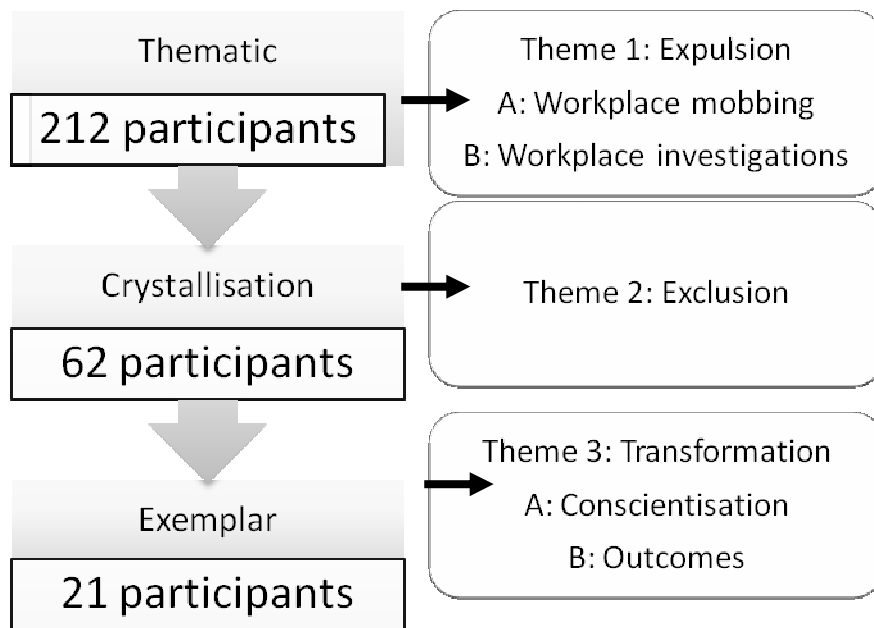 Thematic
212 participants
Theme 1: Expulsion
A: Workplace mobbing
B: Workplace investigations
Crystallisation
62 participants
Theme 2: Exclusion
Exemplar
21 participants
Theme 3: Transformation
A: Conscientisation
B: Outcomes